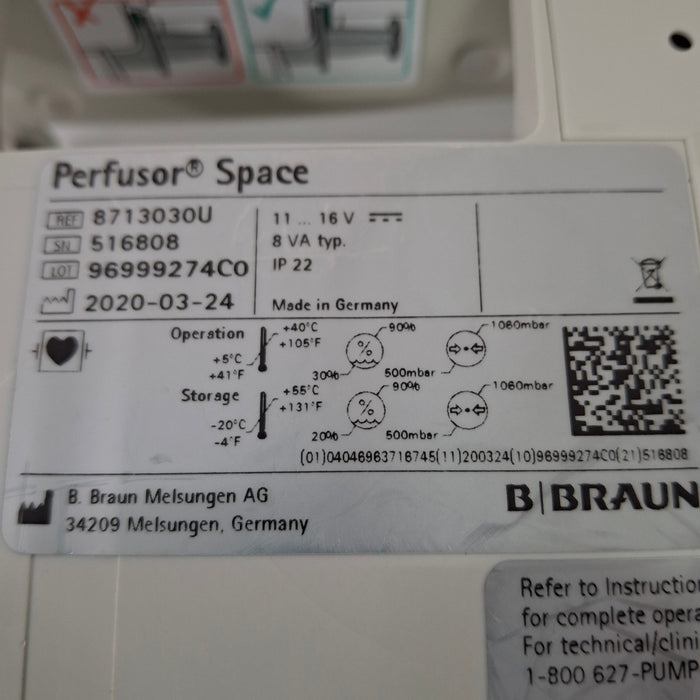 Perfusor® Space
REF 8713030U
SN 516808
LOT 96999274C0
2020-03-24
11 ... 16 V
8 VA typ.
IP 22
Made in Germany
Operation
+40°C
+105°F
+5°C
+41°F
90%
%
30%
1060mbar
500mbar
Storage
+55°C
+131°F
-20°C
-4°F
90%
%
20%
1060mbar
500mbar
(01)04046963716745(11)200324(10)96999274C0(21)516808
B. Braun Melsungen AG
34209 Melsungen, Germany
B|BRAUN
Refer to Instructio
for complete opera
For technical/clini
1-800 627-PUMP